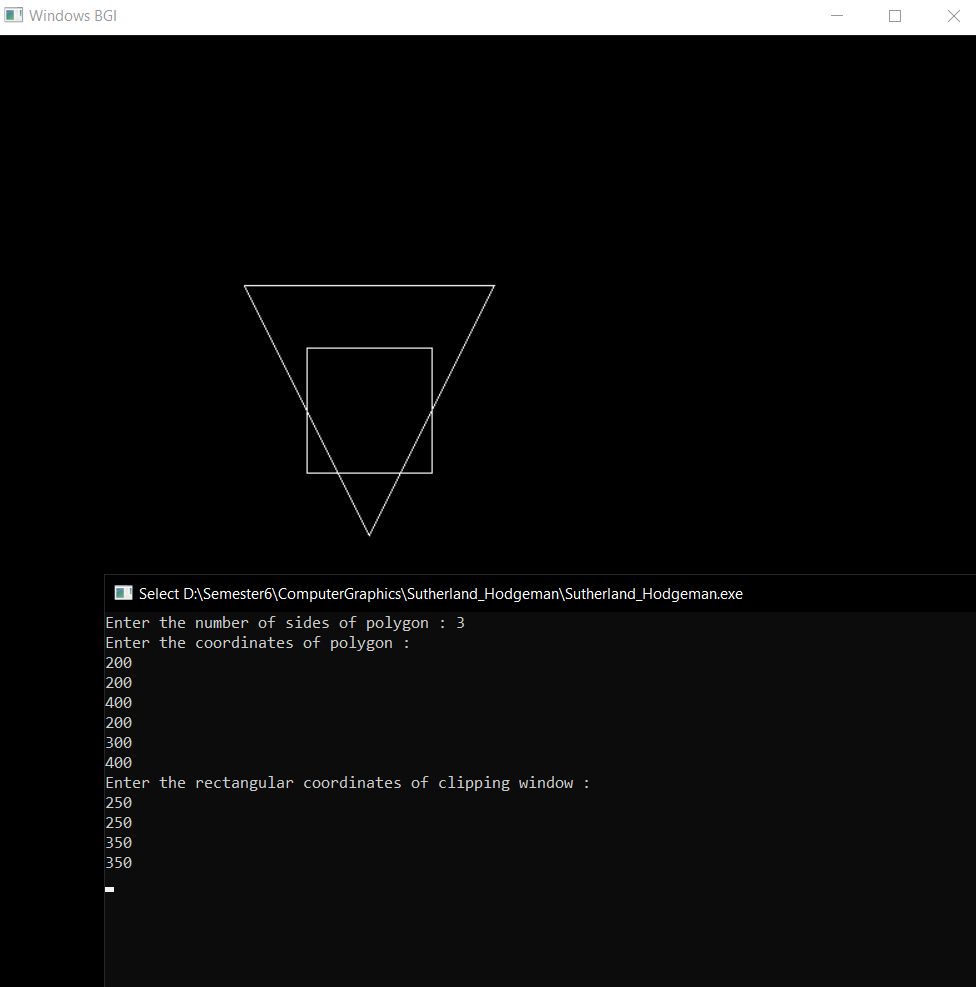 Windows BGI
Select D:\Semester6\ComputerGraphics\Sutherland_Hodgeman\Sutherland_Hodgeman.exe
Enter the number of sides of polygon : 3
Enter the coordinates of polygon :
200
200
400
200
300
400
Enter the rectangular coordinates of clipping window :
250
250
350
350